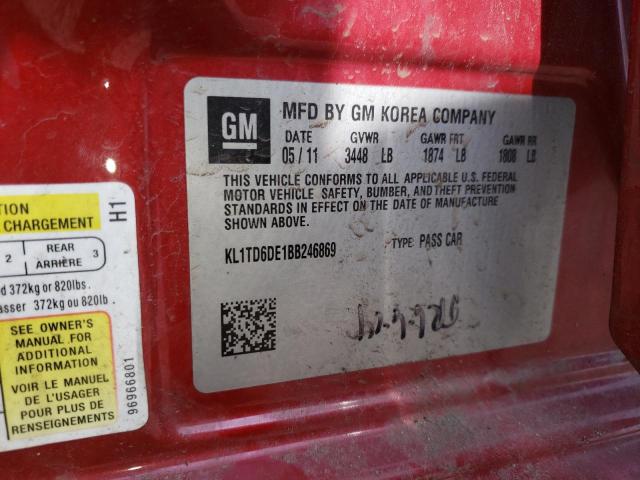 GM
MFD BY GM KOREA COMPANY
DATE GVWR GAWR FRT GAWR RR
05/11 3448 LB 1874 LB 1808 LB
THIS VEHICLE CONFORMS TO ALL APPLICABLE U.S. FEDERAL
MOTOR VEHICLE SAFETY, BUMBER, AND THEFT PREVENTION
STANDARDS IN EFFECT ON THE DATE OF MANUFACTURE
SHOWN ABOVE.
KL1TD6DE1BB246869 TYPE: PASS CAR
TION
CHARGEMENT
H1
2 REAR 3
ARRIÈRE
d 372kg or 820lbs.
asser 372kg ou 820lb.
SEE OWNER'S
MANUAL FOR
ADDITIONAL
INFORMATION
VOIR LE MANUEL
DE L'USAGER
POUR PLUS DE
RENSEIGNEMENTS
96966801